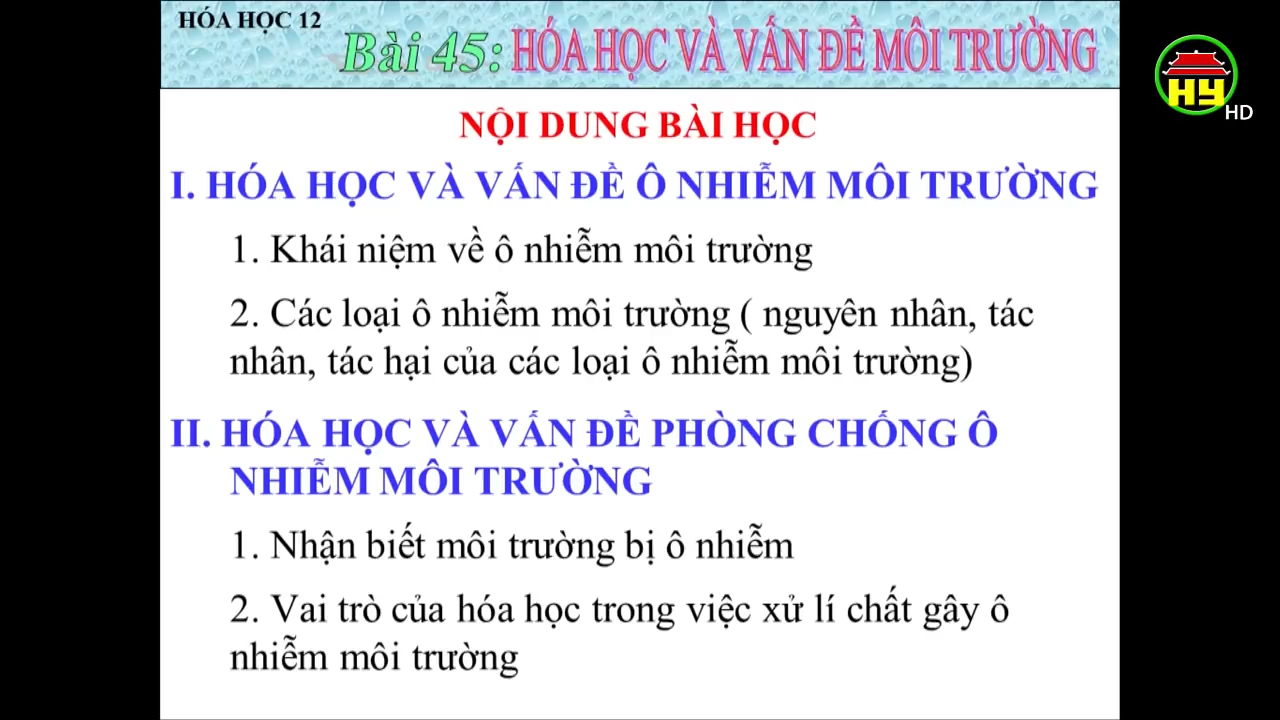 HÓA HỌC 12
Bài 45: HÓA HỌC VÀ VẤN ĐỀ MÔI TRƯỜNG
HY
HD
NỘI DUNG BÀI HỌC
I. HÓA HỌC VÀ VẤN ĐỀ Ô NHIỄM MÔI TRƯỜNG
1. Khái niệm về ô nhiễm môi trường
2. Các loại ô nhiễm môi trường ( nguyên nhân, tác
nhân, tác hại của các loại ô nhiễm môi trường)
II. HÓA HỌC VÀ VẤN ĐỀ PHÒNG CHỐNG Ô
NHIỄM MÔI TRƯỜNG
1. Nhận biết môi trường bị ô nhiễm
2. Vai trò của hóa học trong việc xử lí chất gây ô
nhiễm môi trường